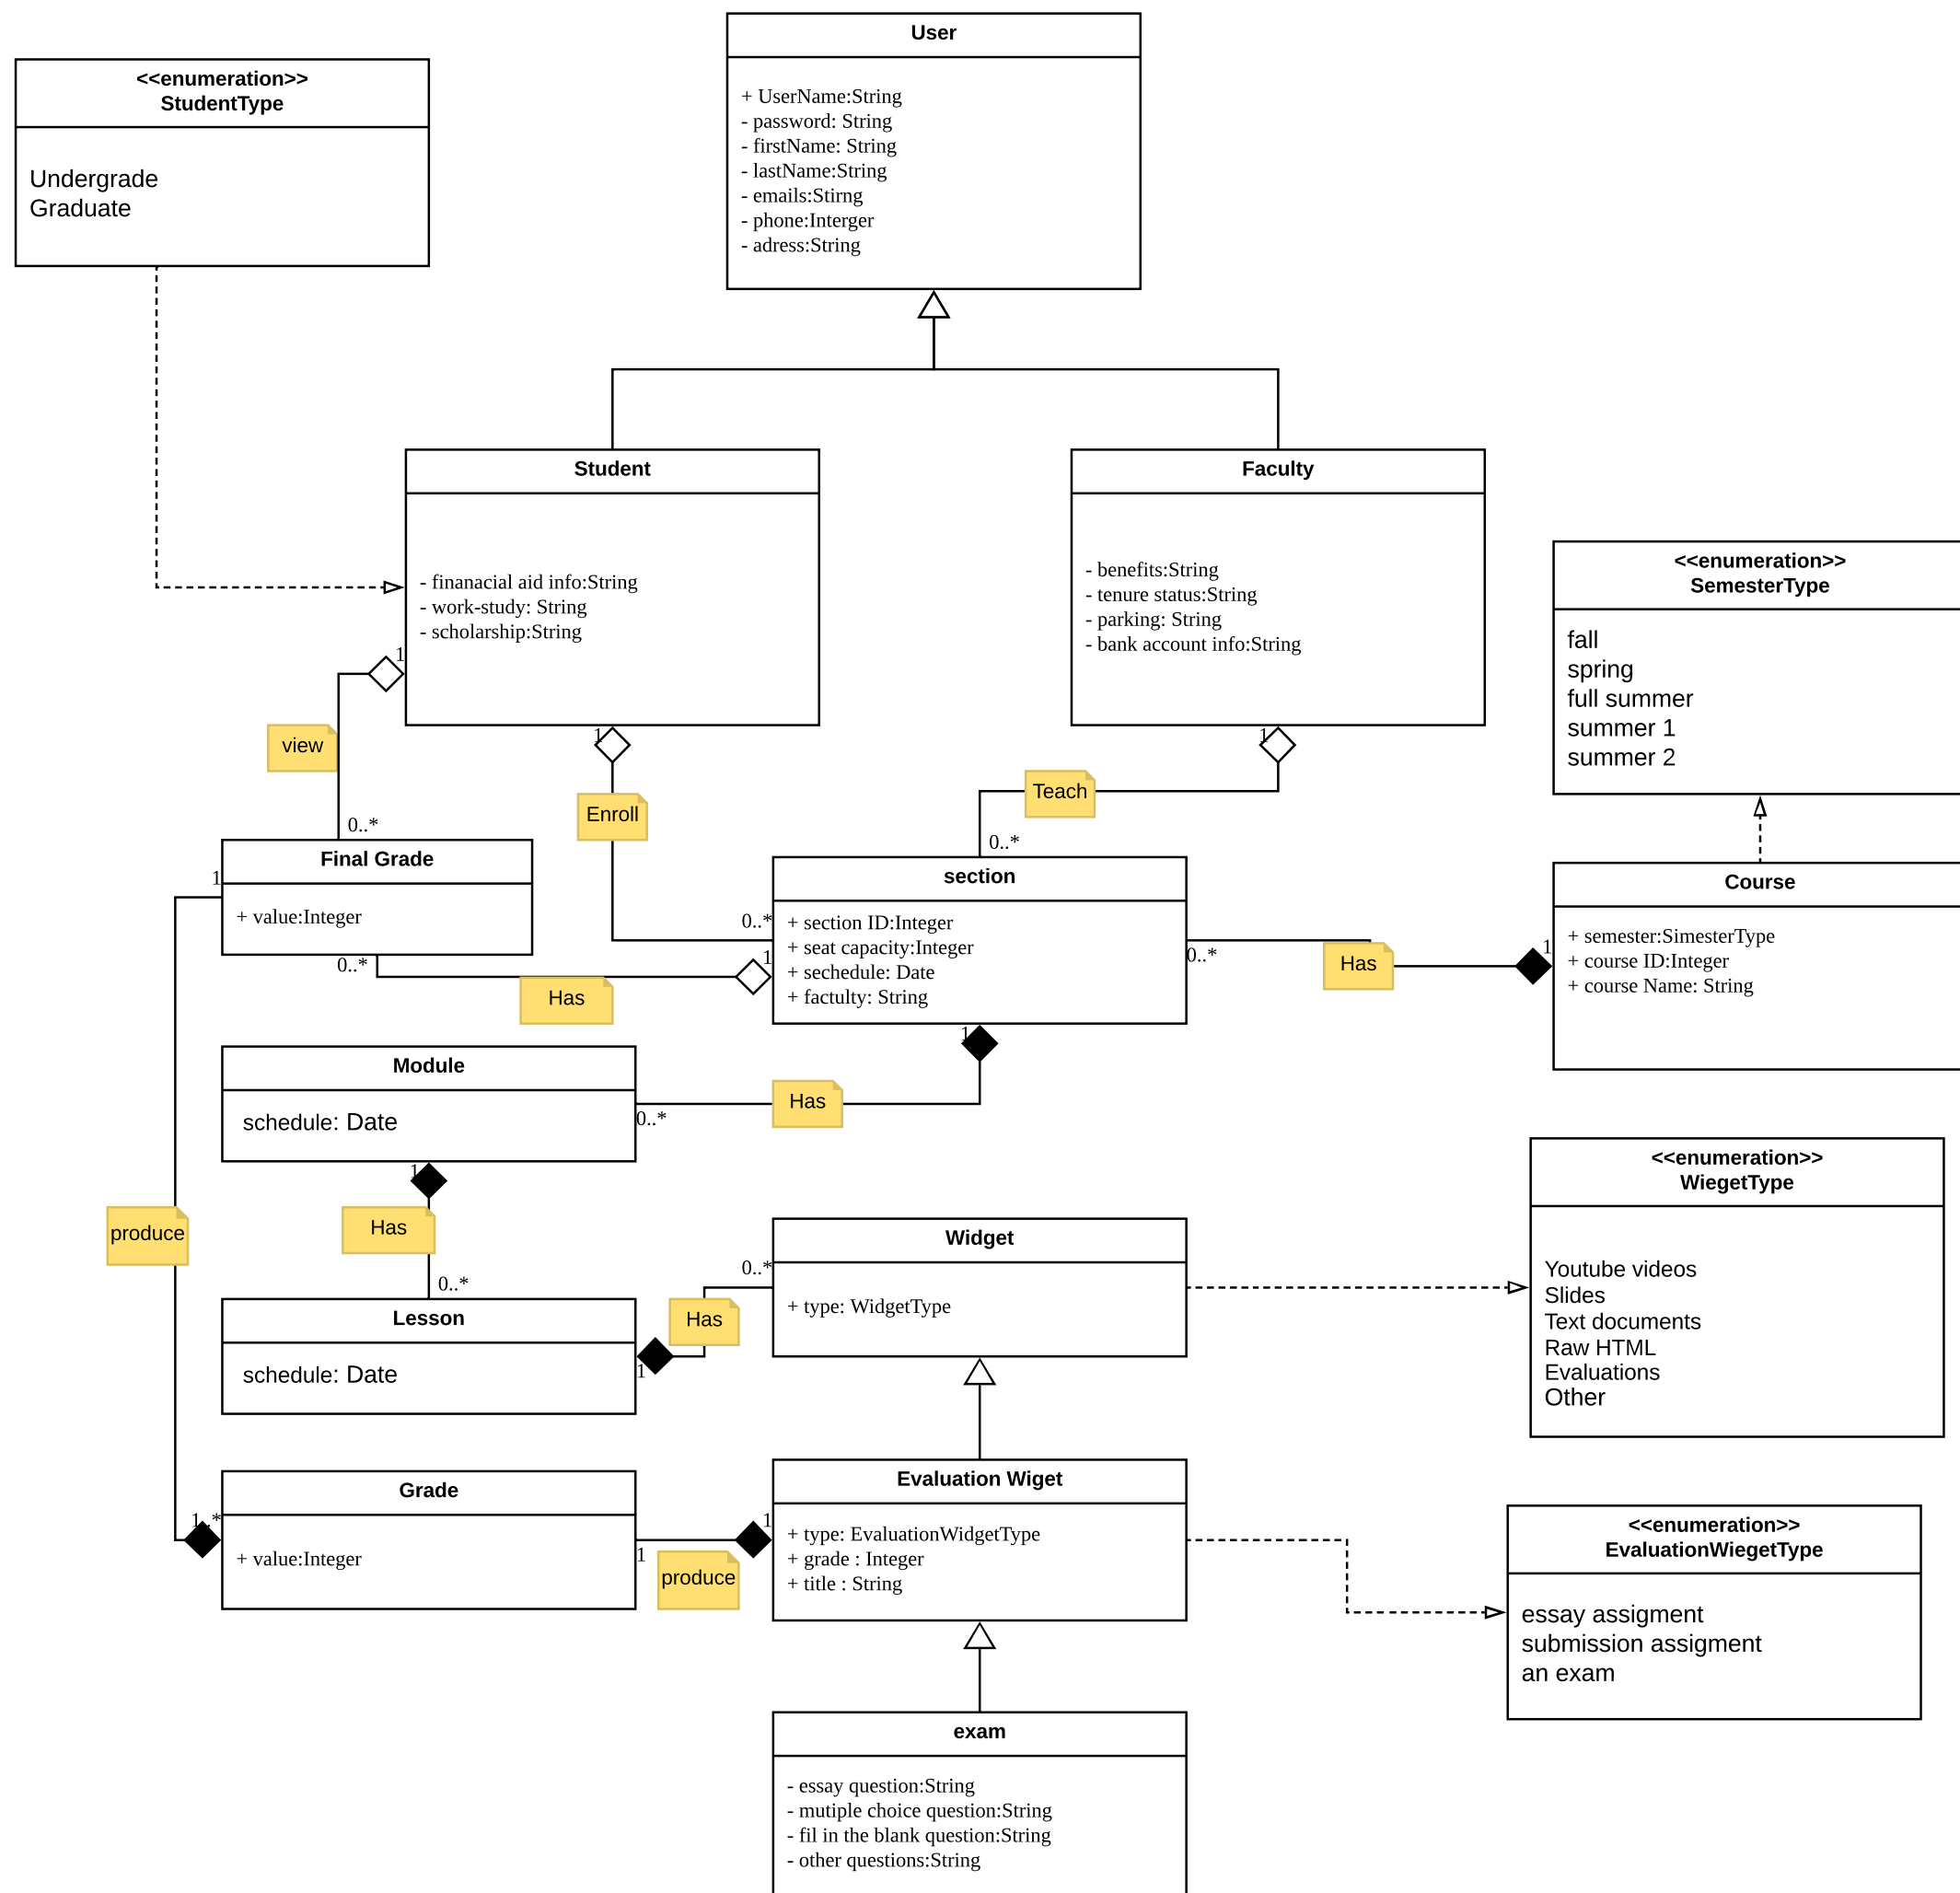 User
+ UserName:String
- password: String
- firstName: String
- lastName:String
- emails:Stirng
- phone:Interger
- adress:String
<<enumeration>>
StudentType
Undergrade
Graduate
Student
- finanacial aid info:String
- work-study: String
- scholarship:String
Faculty
- benefits:String
- tenure status:String
- parking: String
- bank account info:String
<<enumeration>>
SemesterType
fall
spring
full summer
summer 1
summer 2
1
view
0..*
1
Enroll
0..*
1
Teach
0..*
Final Grade
+ value:Integer
1
0..*
Has
1
section
+ section ID:Integer
+ seat capacity:Integer
+ sechedule: Date
+ factulty: String
0..*
Has
1
Course
+ semester:SimesterType
+ course ID:Integer
+ course Name: String
1
Has
0..*
Module
schedule: Date
1
Has
0..*
produce
Lesson
schedule: Date
1
Has
0..*
Widget
+ type: WidgetType
<<enumeration>>
WiegetType
Youtube videos
Slides
Text documents
Raw HTML
Evaluations
Other
1..*
Grade
+ value:Integer
1
produce
1
Evaluation Wiget
+ type: EvaluationWidgetType
+ grade : Integer
+ title : String
<<enumeration>>
EvaluationWiegetType
essay assigment
submission assigment
an exam
exam
- essay question:String
- mutiple choice question:String
- fil in the blank question:String
- other questions:String